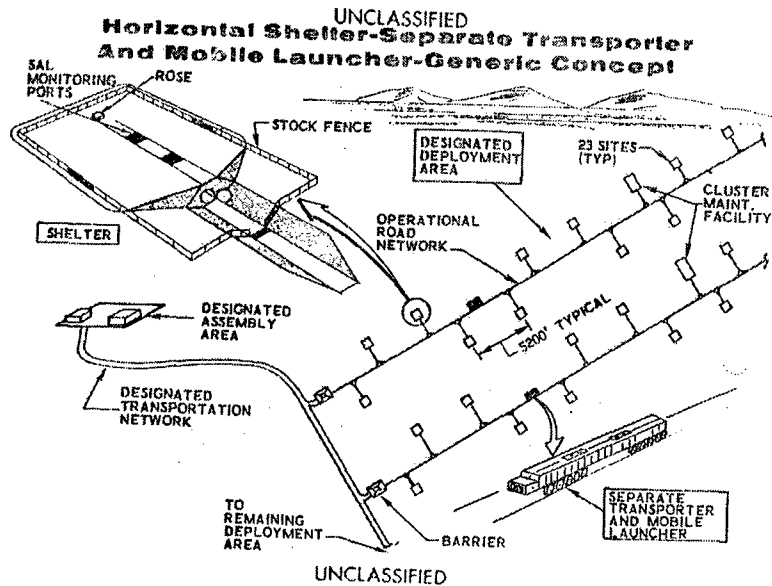 UNCLASSIFIED
Horizontal Shelter-Separate Transporter
And Mobile Launcher-Generic Concept
SAL
MONITORING
PORTS
ROSE
STOCK FENCE
SHELTER
DESIGNATED
DEPLOYMENT
AREA
23 SITES
(TYP)
CLUSTER
MAINT.
FACILITY
OPERATIONAL
ROAD
NETWORK
DESIGNATED
ASSEMBLY
AREA
5200' TYPICAL
DESIGNATED
TRANSPORTATION
NETWORK
TO
REMAINING
DEPLOYMENT
AREA
BARRIER
SEPARATE
TRANSPORTER
AND MOBILE
LAUNCHER
UNCLASSIFIED